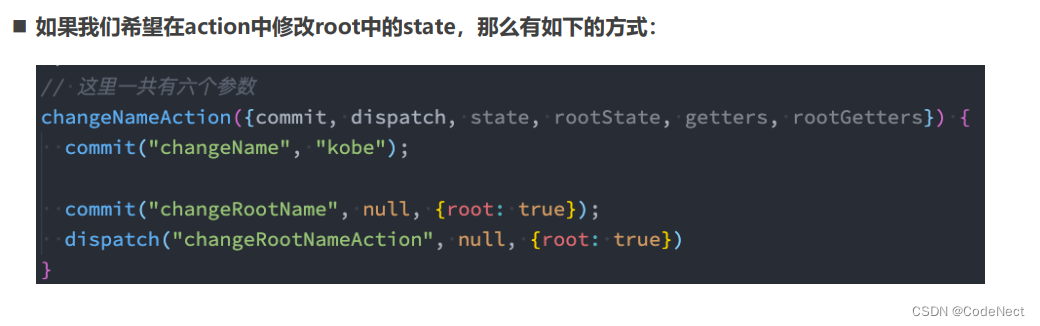 ■ 如果我们希望在action中修改root中的state，那么有如下的方式：
// 这里一共有六个参数
changeNameAction({commit, dispatch, state, rootState, getters, rootGetters}) {
  commit("changeName", "kobe");
  commit("changeRootName", null, {root: true});
  dispatch("changeRootNameAction", null, {root: true})
}
CSDN @CodeNect